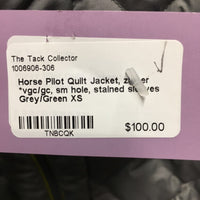 The Tack Collector
1006906-306
Horse Pilot Quilt Jacket, zipper
"vgc/gc, sm hole, stained sleeves
Grey/Green XS
$100.00
TNBCQK